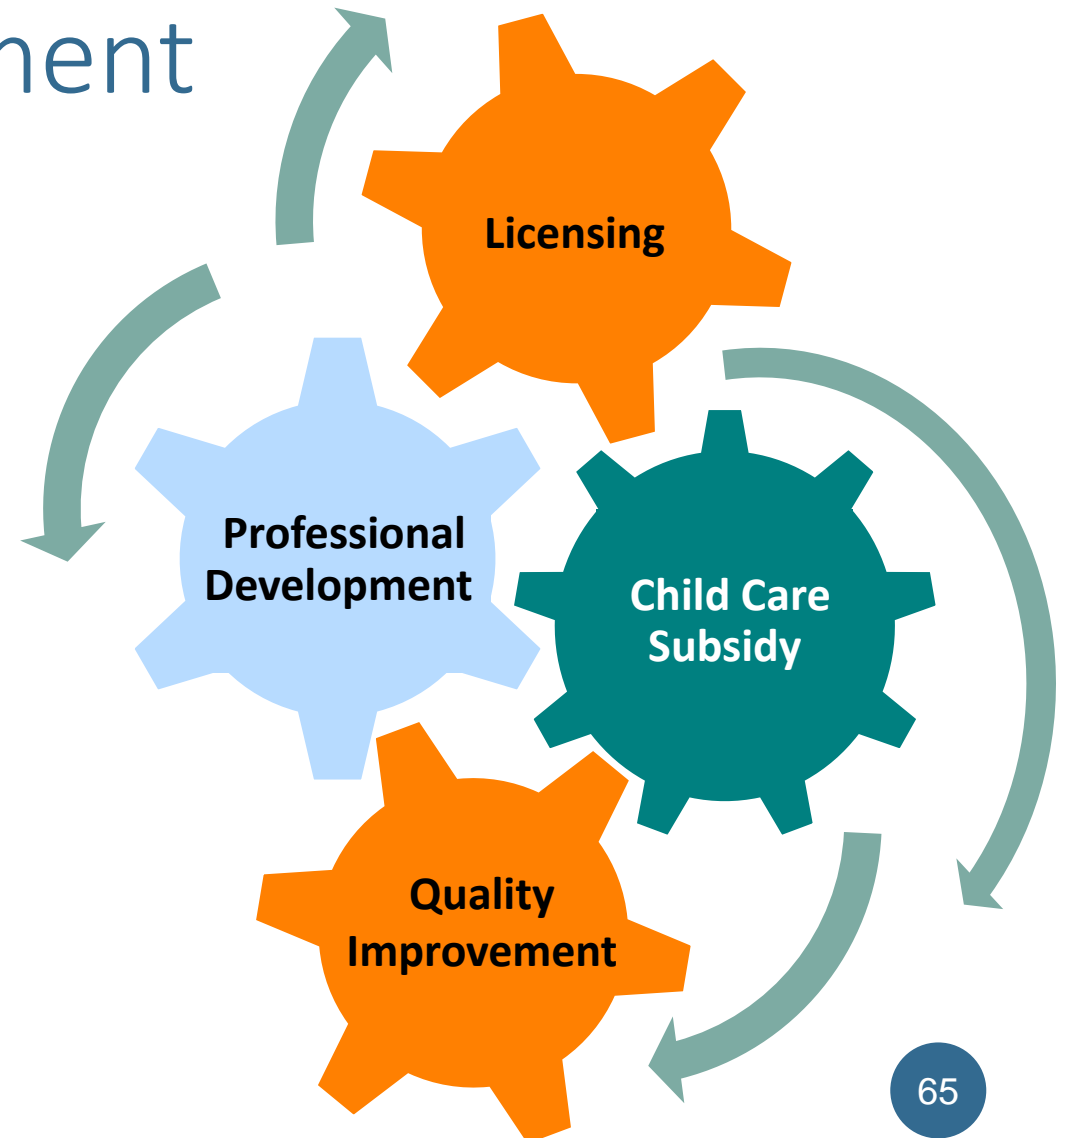 ment
Licensing
Professional
Development
Child Care
Subsidy
Quality
Improvement
65